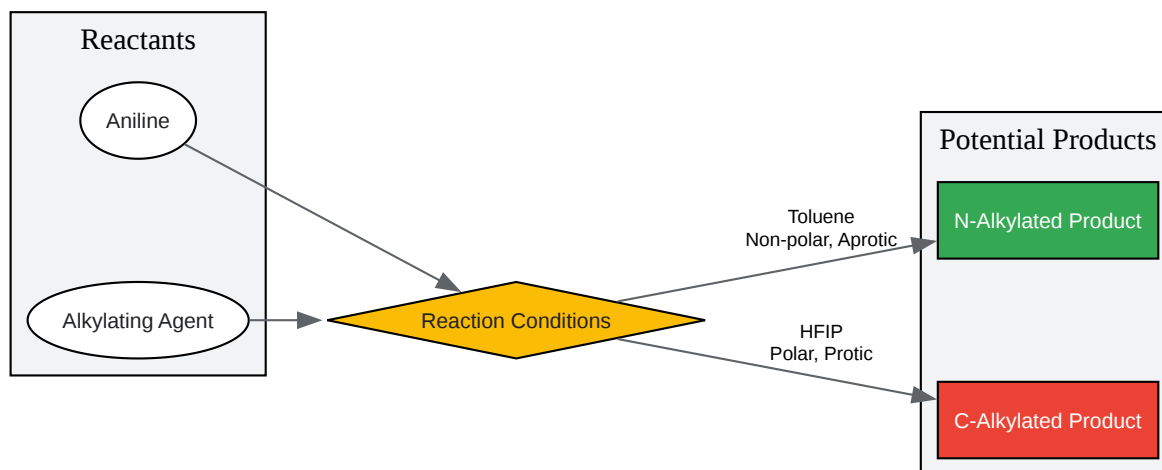 Reactants
Aniline
Alkylating Agent
Reaction Conditions
Toluene
Non-polar, Aprotic
HFIP
Polar, Protic
Potential Products
N-Alkylated Product
C-Alkylated Product